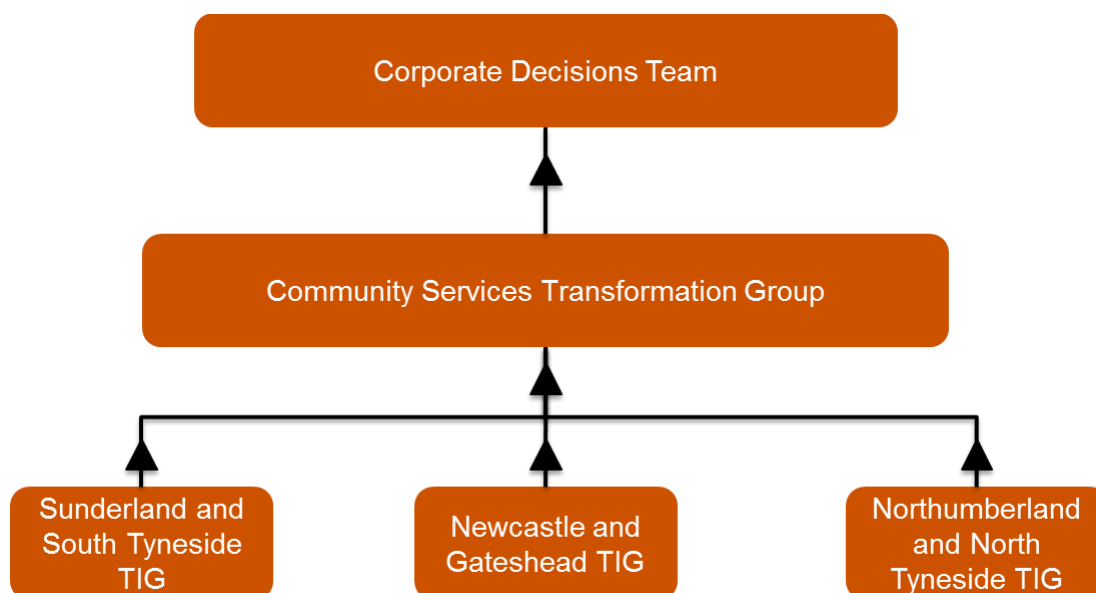 Corporate Decisions Team
Community Services Transformation Group
Sunderland and
South Tyneside
TIG
Newcastle and
Gateshead TIG
Northumberland
and North
Tyneside TIG